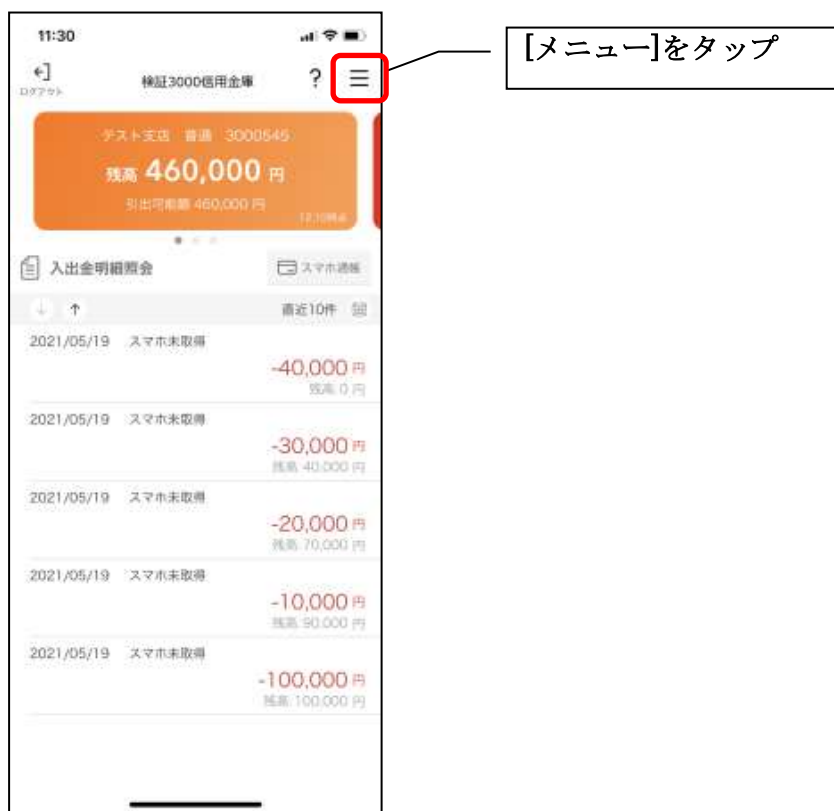 11:30
ログアウト
検証3000信用金庫
?
[メニュー]をタップ
テスト支店 普通 3000545
残高 460,000 円
引出可能額 460,000 円
入出金明細照会
スマホ通帳
↓ ↑
直近10件
2021/05/19 スマホ未取得
-40,000 円
残高 0 円
2021/05/19 スマホ未取得
-30,000 円
残高 40,000 円
2021/05/19 スマホ未取得
-20,000 円
残高 70,000 円
2021/05/19 スマホ未取得
-10,000 円
残高 90,000 円
2021/05/19 スマホ未取得
-100,000 円
残高 100,000 円